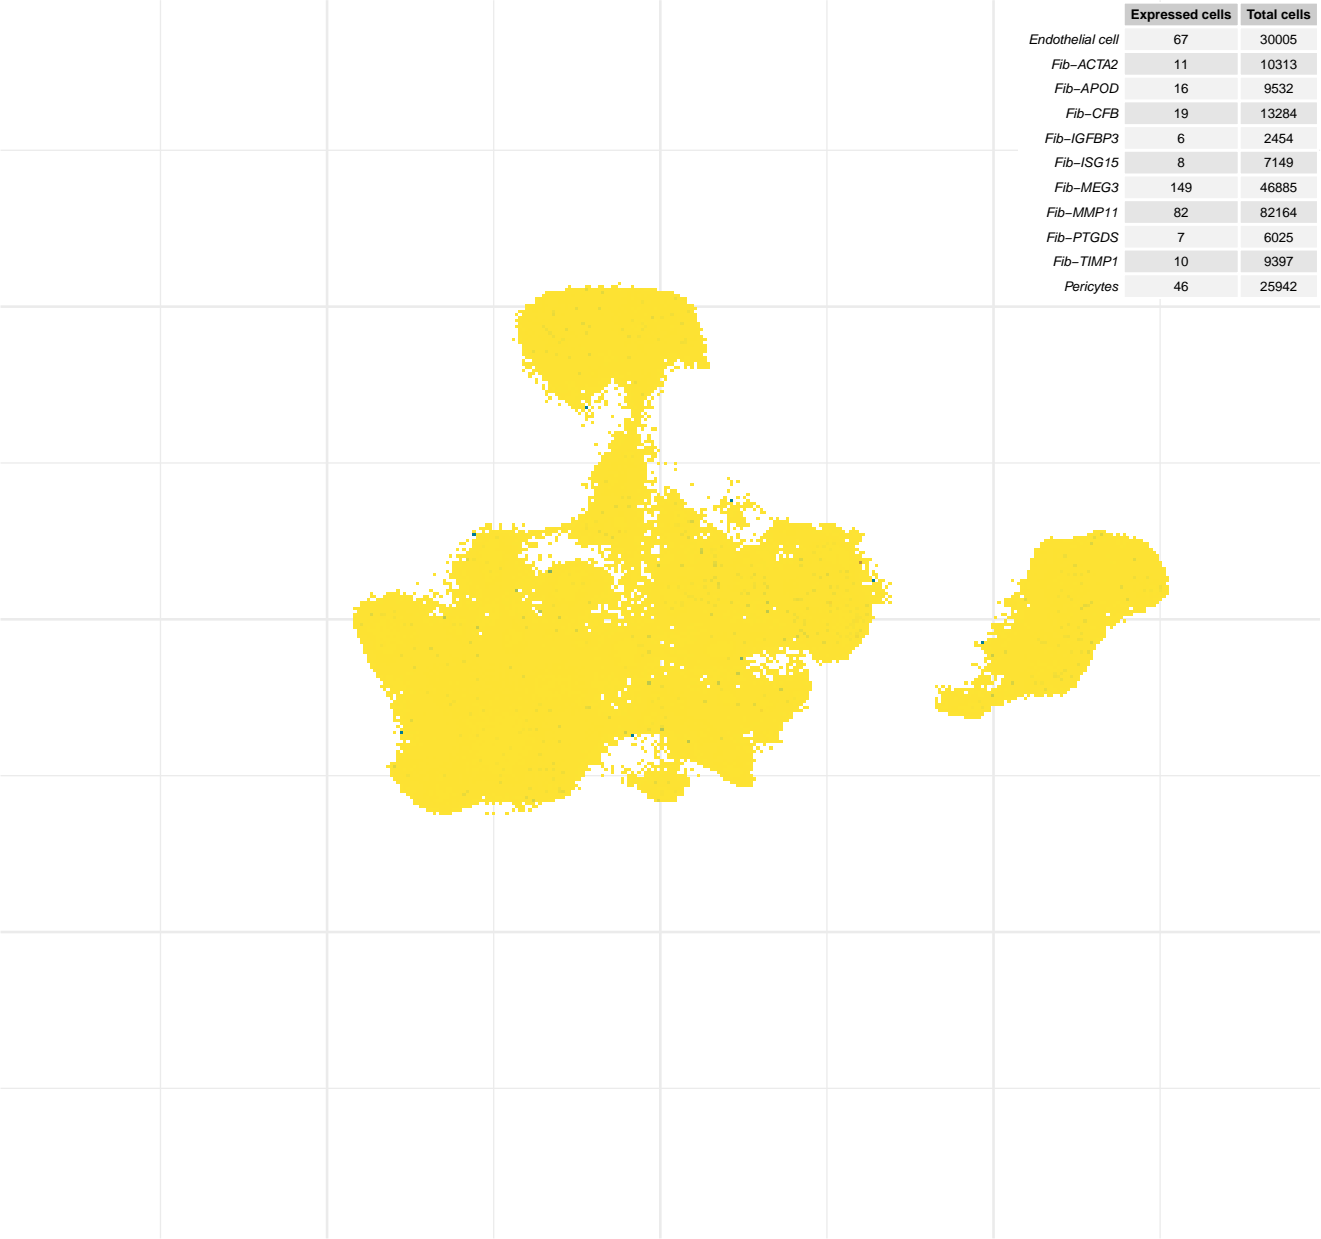 Expressed cells Total cells
Endothelial cell 67 30005
Fib−ACTA2 11 10313
Fib−APOD 16 9532
Fib−CFB 19 13284
Fib−IGFBP3 6 2454
Fib−ISG15 8 7149
Fib−MEG3 149 46885
Fib−MMP11 82 82164
Fib−PTGDS 7 6025
Fib−TIMP1 10 9397
Pericytes 46 25942